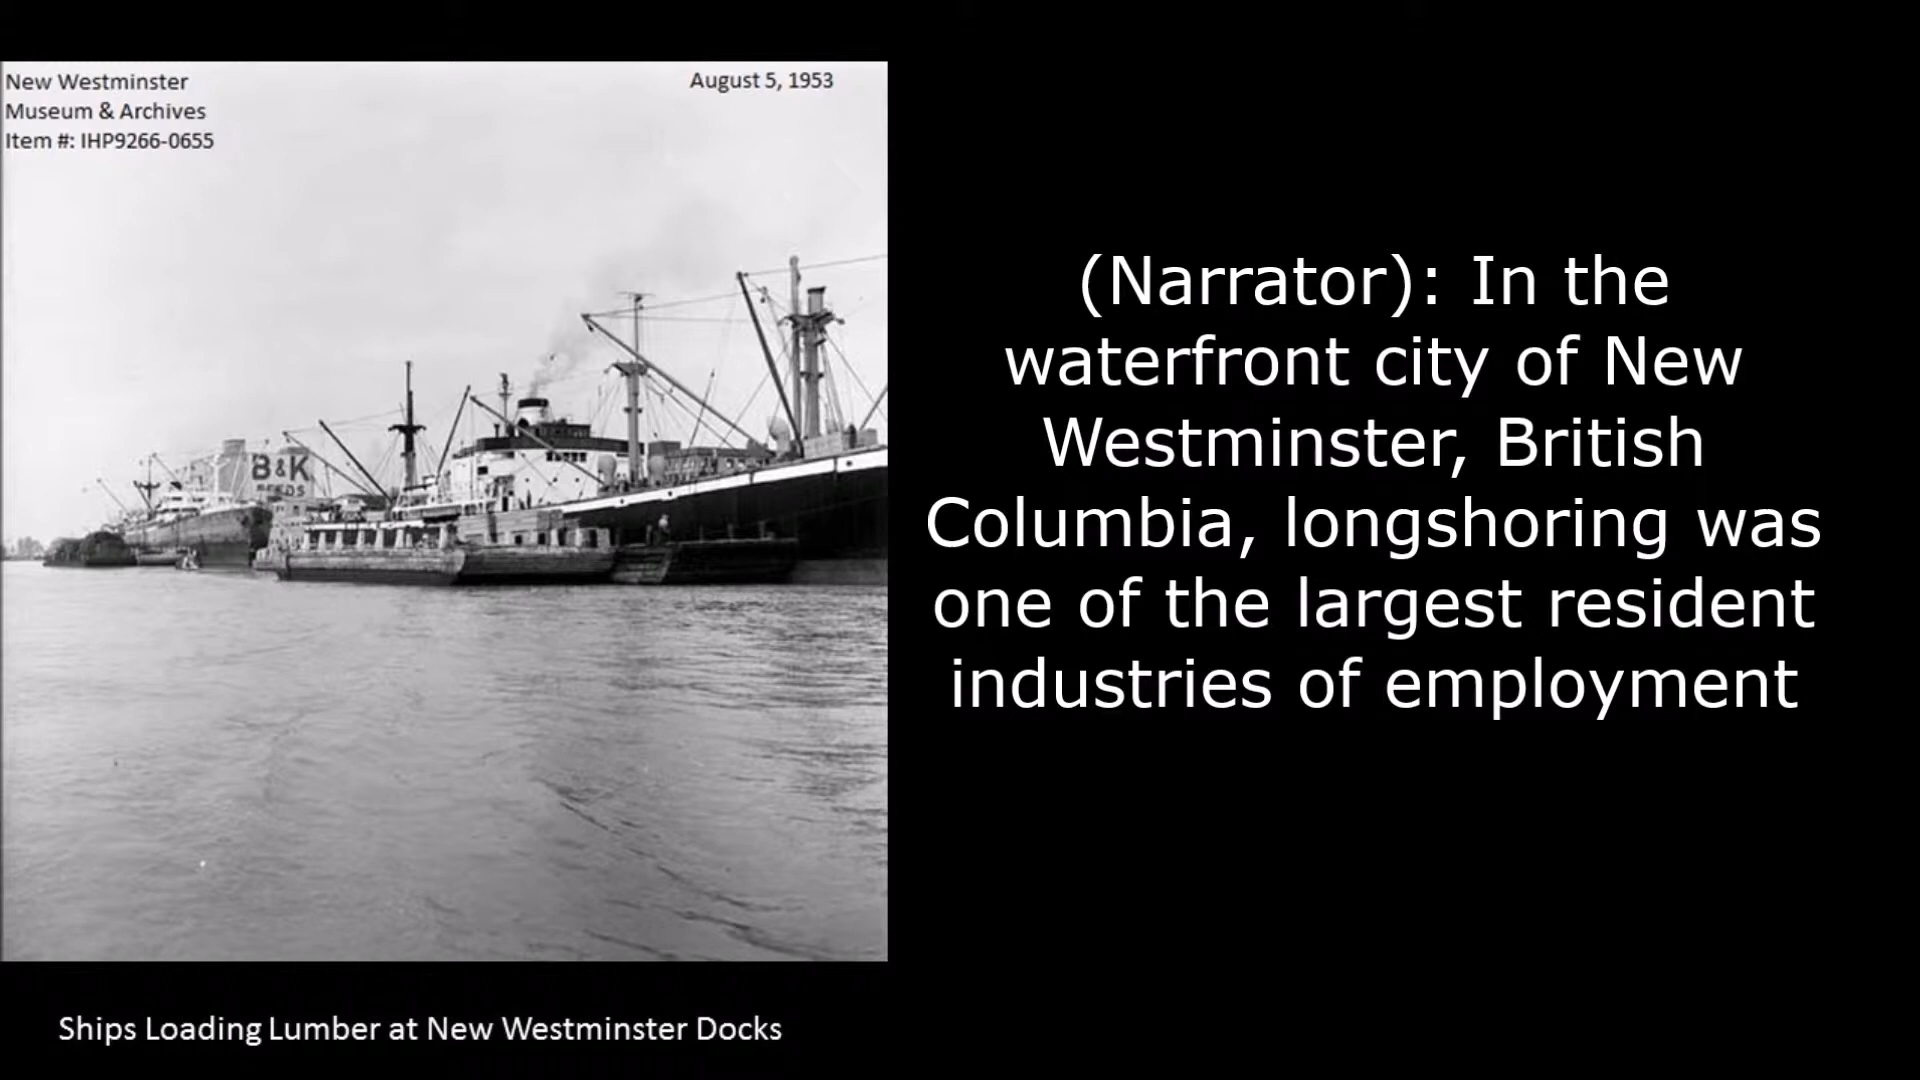 New Westminster
Museum & Archives
Item #: IHP9266-0655
August 5, 1953
B&K
FEEDS
(Narrator): In the
waterfront city of New
Westminster, British
Columbia, longshoring was
one of the largest resident
industries of employment
Ships Loading Lumber at New Westminster Docks